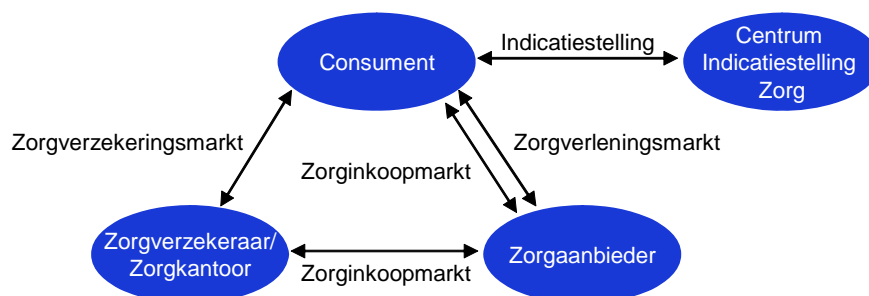 Consument
Indicatiestelling
Centrum
Indicatiestelling
Zorg
Zorgverzekeringsmarkt
Zorginkoopmarkt
Zorgverleningsmarkt
Zorgverzekeraar/
Zorgkantoor
Zorginkoopmarkt
Zorgaanbieder